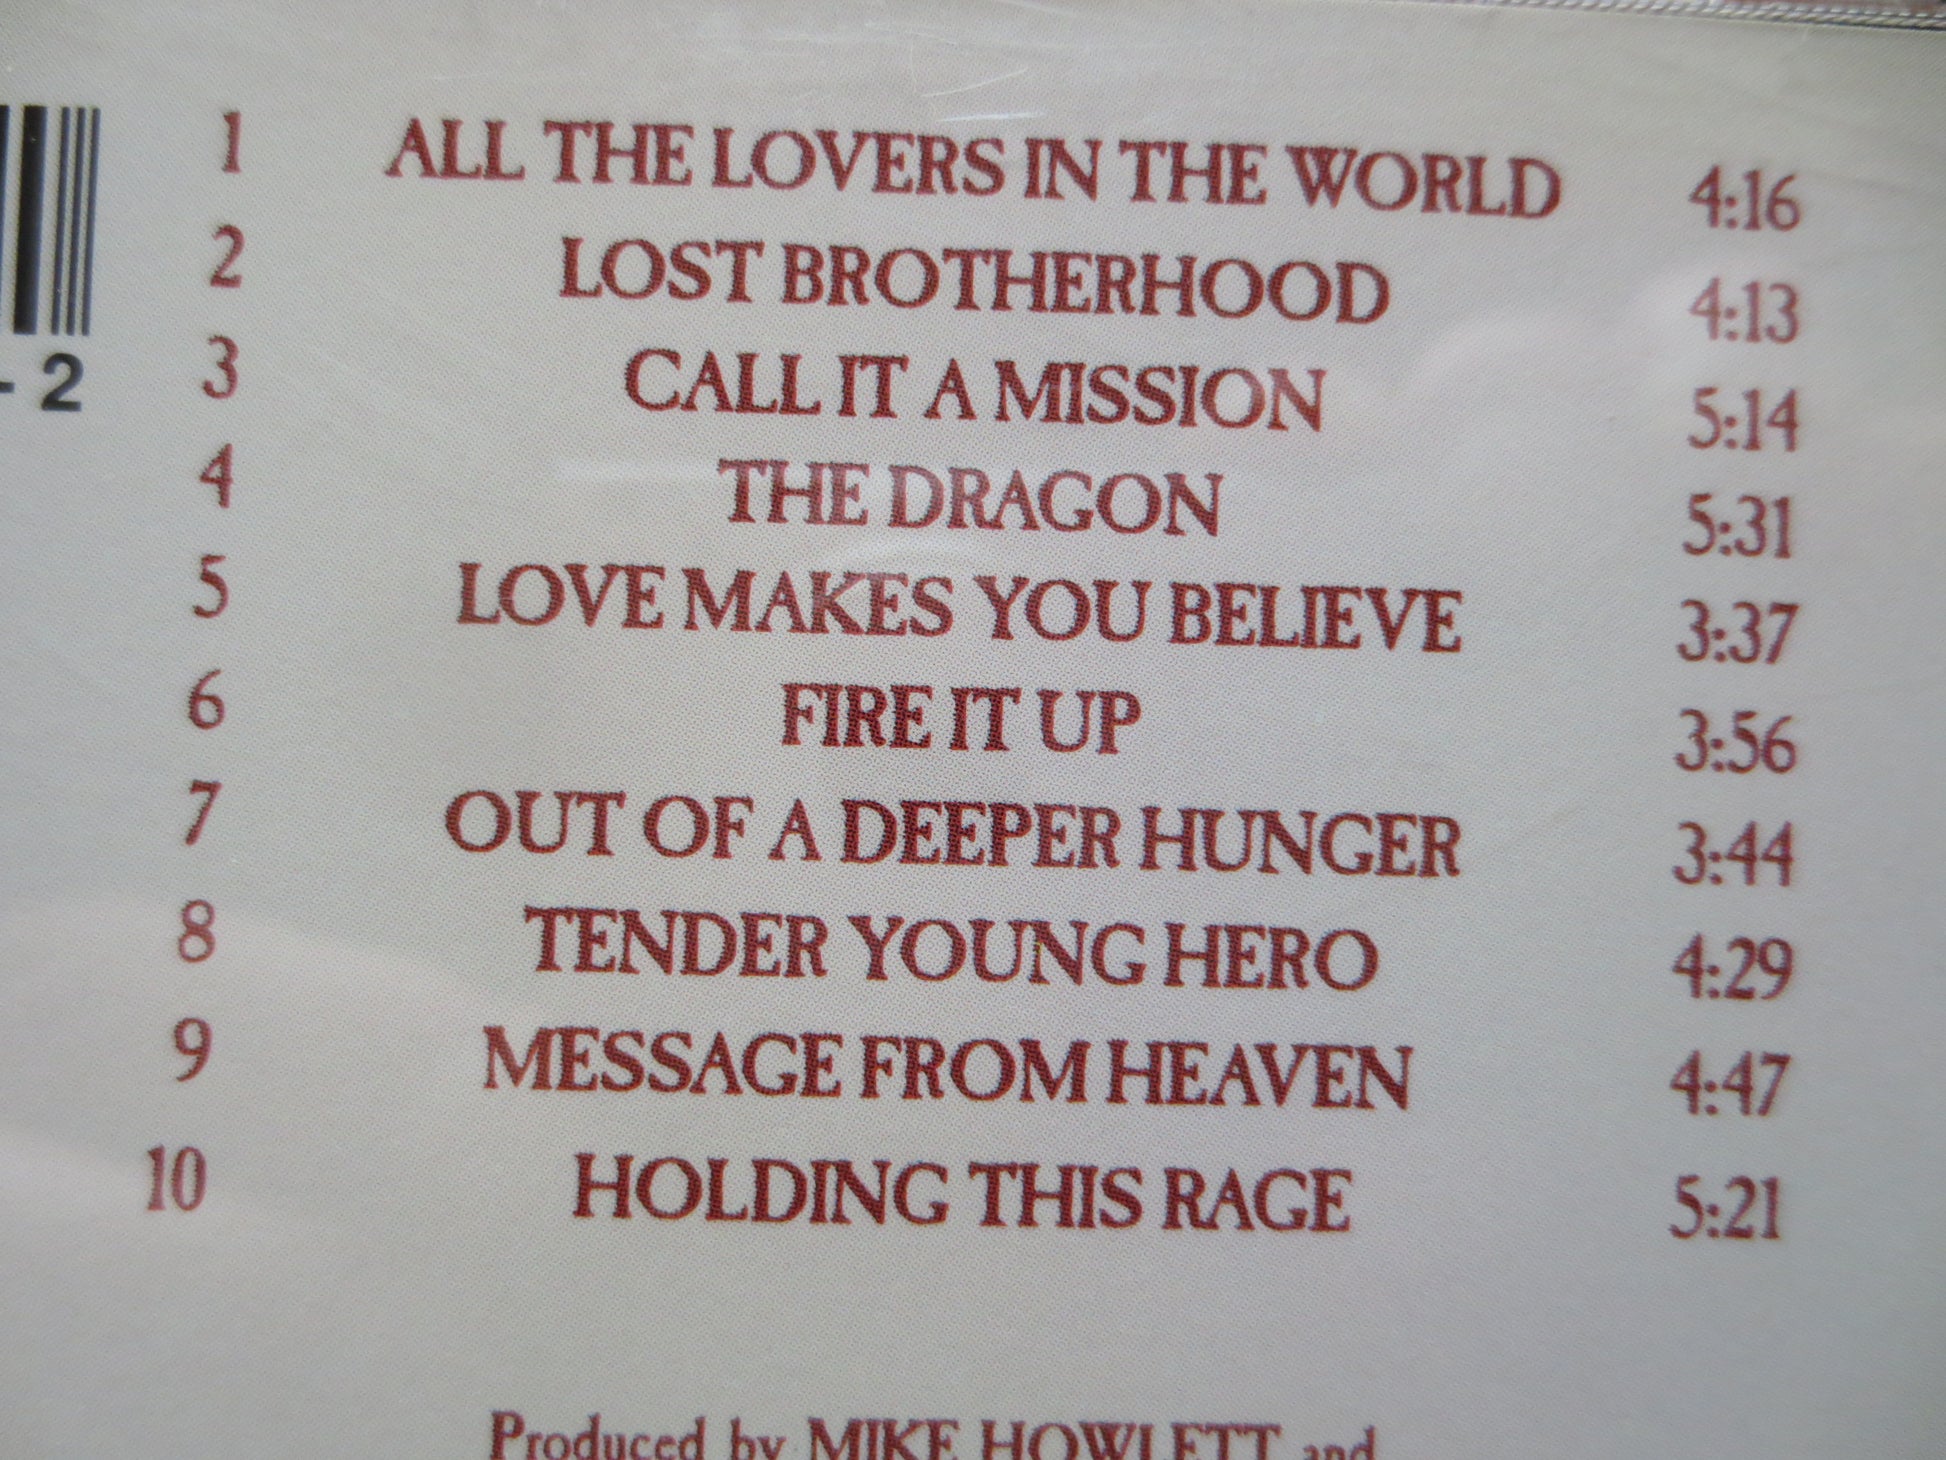 1 ALL THE LOVERS IN THE WORLD 4:16
2 LOST BROTHERHOOD 4:13
3 CALL IT A MISSION 5:14
4 THE DRAGON 5:31
5 LOVE MAKES YOU BELIEVE 3:37
6 FIRE IT UP 3:56
7 OUT OF A DEEPER HUNGER 3:44
8 TENDER YOUNG HERO 4:29
9 MESSAGE FROM HEAVEN 4:47
10 HOLDING THIS RAGE 5:21
- 2
Produced by MIKE HOWLETT and